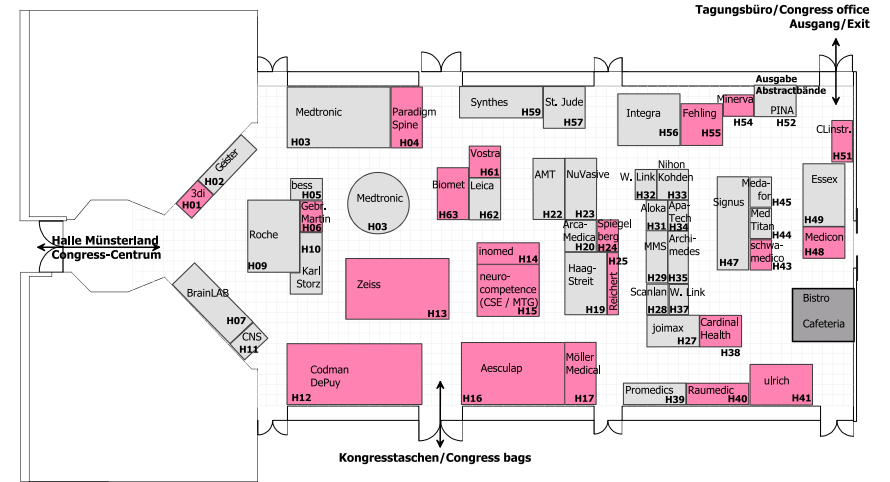 Tagungsbüro/Congress office
Ausgang/Exit
Ausgabe
Abstractbände
PINA
H52
Medtronic
H03
Paradigm
Spine
H04
Synthes
H59
St. Jude
H57
Integra
H56
Fehling
H55
Minerva
H54
CLinstr.
H51
Geister
H02
3di
H01
bess
H05
Gebr.
Martin
H06
H10
Karl
Storz
Roche
H09
Medtronic
H03
Vostra
H61
Biomet
H63
Leica
H62
AMT
H22
NuVasive
H23
Arca-
Medica
H20
Spiegel
berg
H24
H25
Reichert
Haag-
Streit
H19
W. Link
H32
Nihon
Kohden
H33
Aloka
H31
Apa-
Tech
H34
MMS
H29
Archi-
medes
H35
Scanlan
H28
W. Link
H37
joimax
H27
Cardinal
Health
H38
Signus
H47
Meda-
for
H45
Med
Titan
H44
schwa-
medico
H43
Essex
H49
Medicon
H48
Bistro
Cafeteria
Halle Münsterland
Congress-Centrum
BrainLAB
H07
CNS
H11
Zeiss
H13
inomed
H14
neuro-
competence
(CSE / MTG)
H15
Codman
DePuy
H12
Aesculap
H16
Möller
Medical
H17
Promedics
H39
Raumedic
H40
ulrich
H41
Kongresstaschen/Congress bags